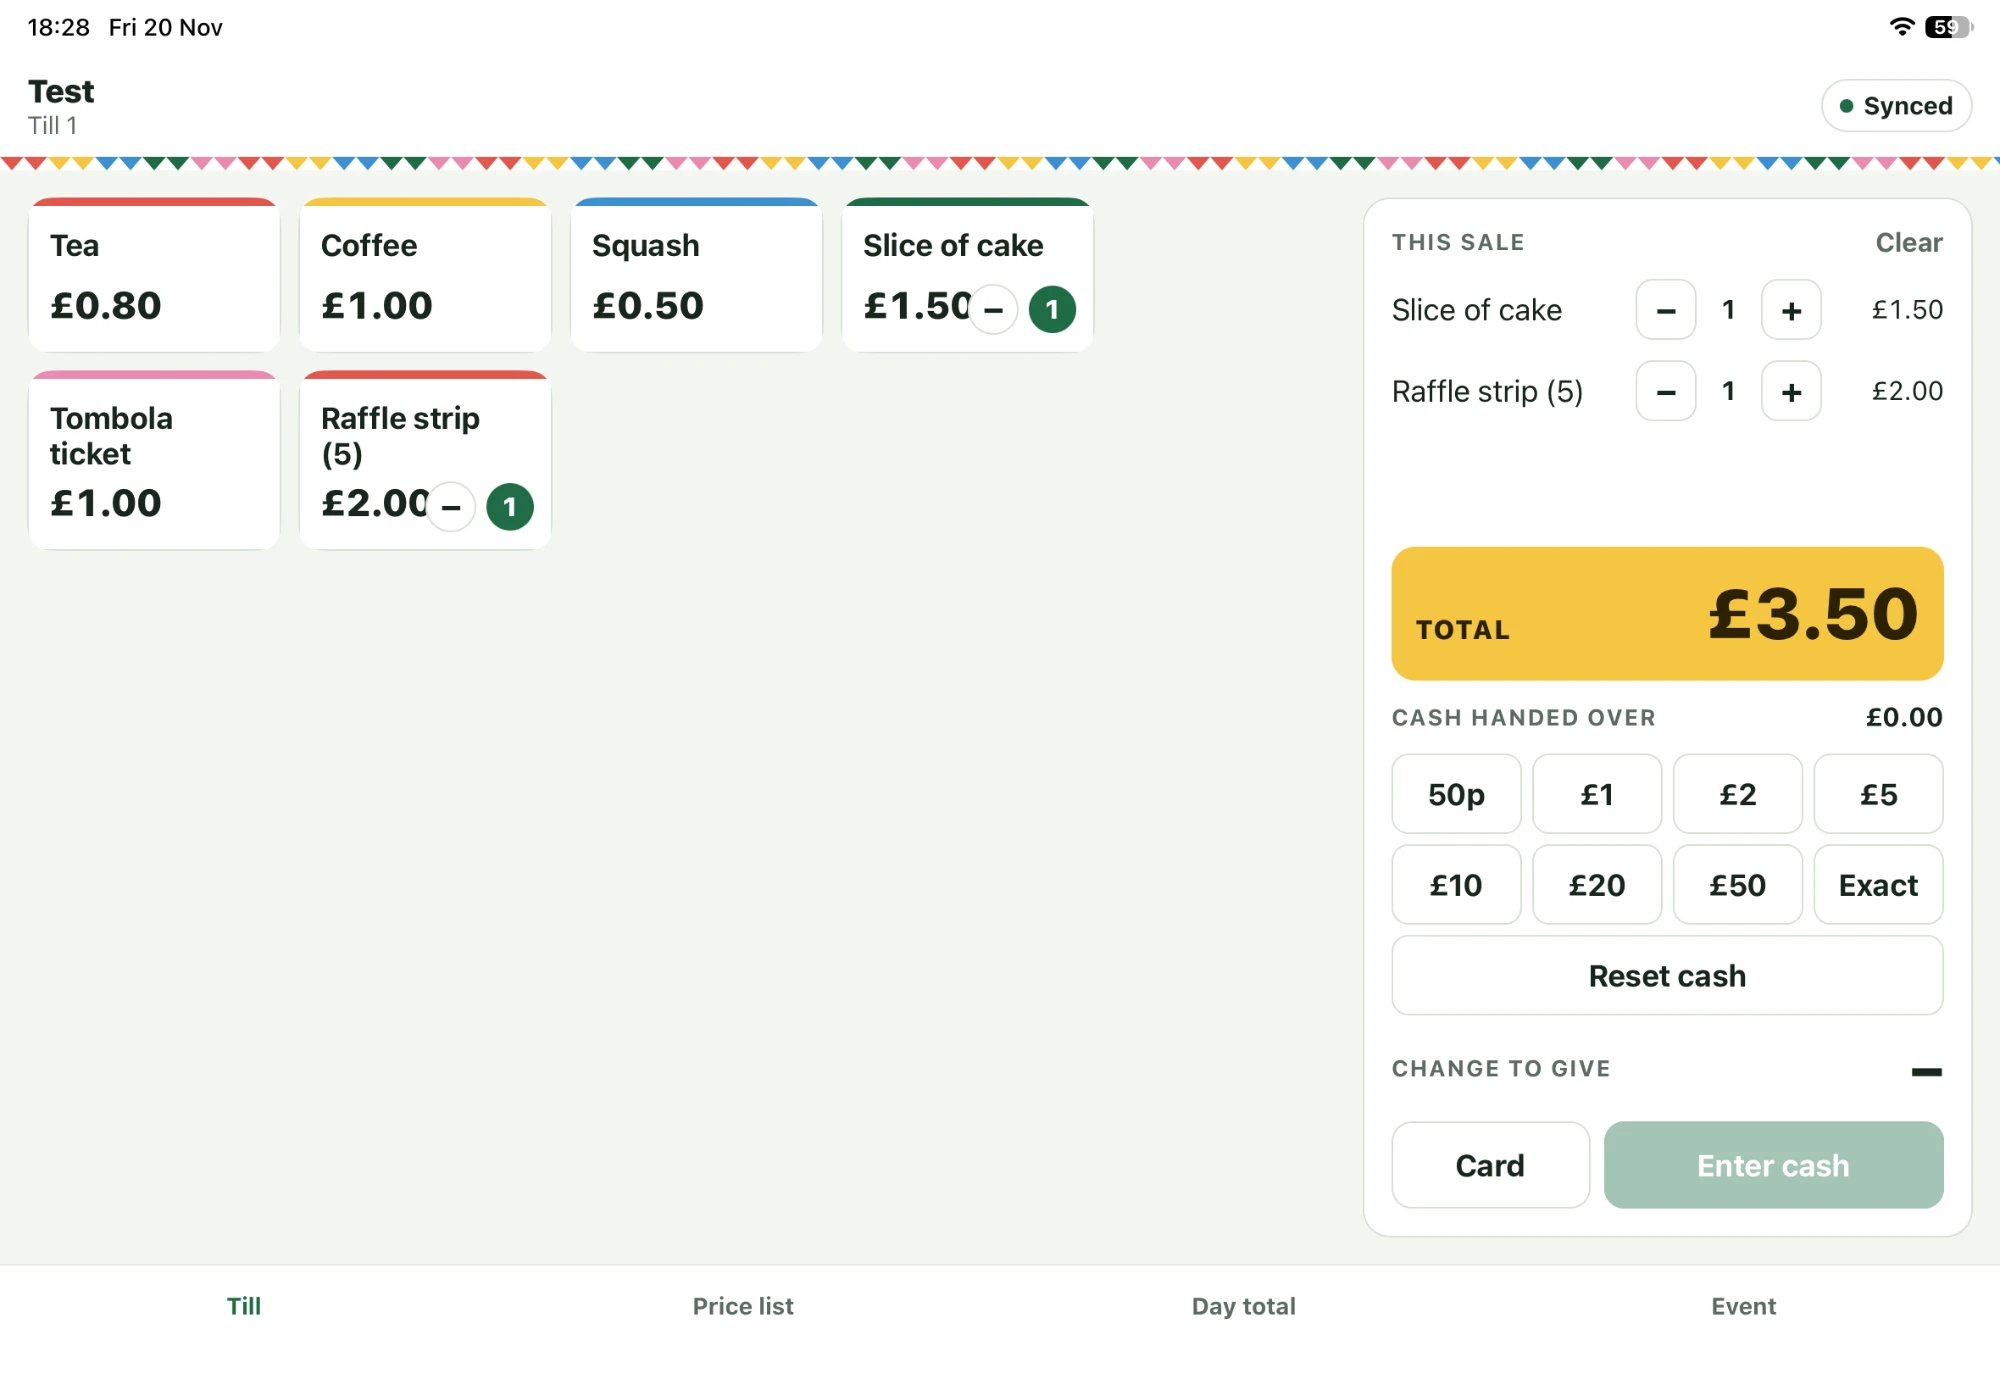 18:28 Fri 20 Nov
59
Test
Till 1
Synced
Tea
£0.80
Coffee
£1.00
Squash
£0.50
Slice of cake
£1.50 − 1
Tombola
ticket
£1.00
Raffle strip
(5)
£2.00 − 1
THIS SALE Clear
Slice of cake − 1 + £1.50
Raffle strip (5) − 1 + £2.00
TOTAL £3.50
CASH HANDED OVER £0.00
50p £1 £2 £5
£10 £20 £50 Exact
Reset cash
CHANGE TO GIVE –
Card Enter cash
Till Price list Day total Event